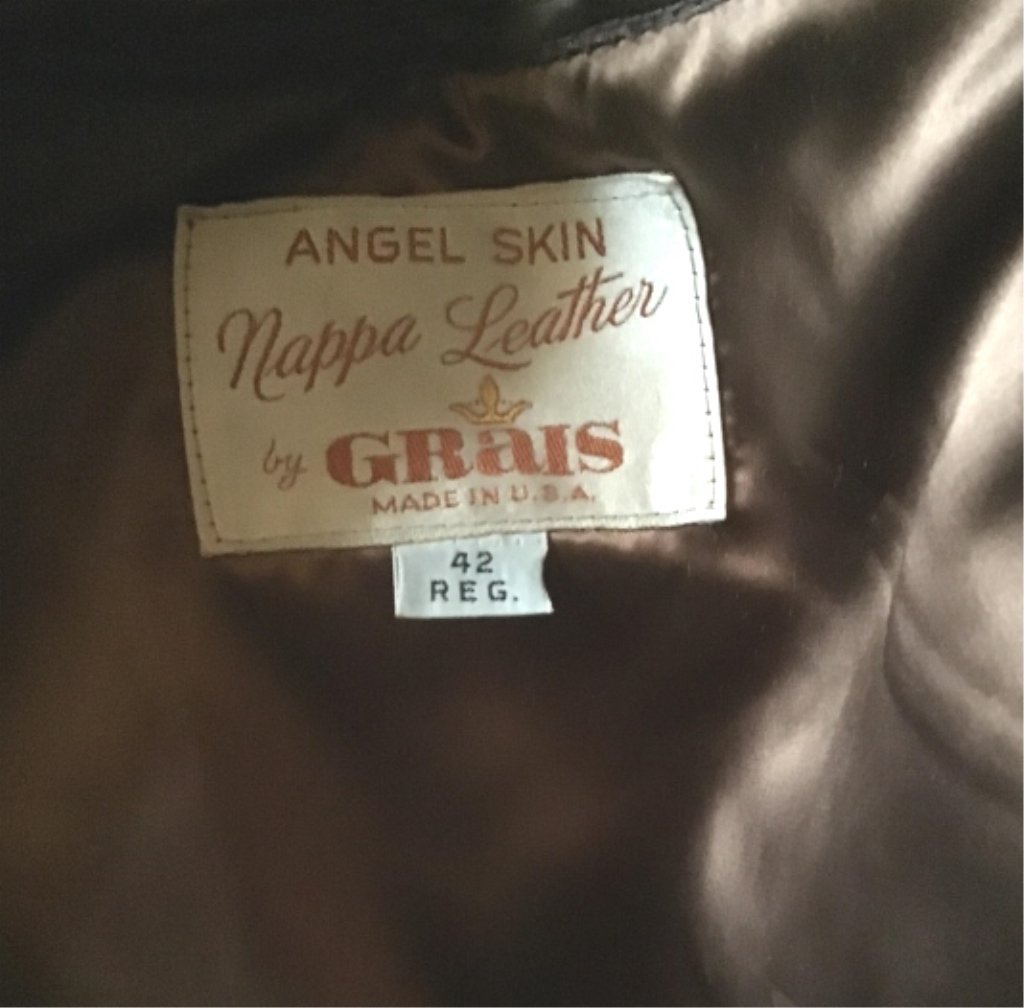 ANGEL SKIN
Nappa Leather
by GRaIS
MADE IN U.S.A.
42
REG.